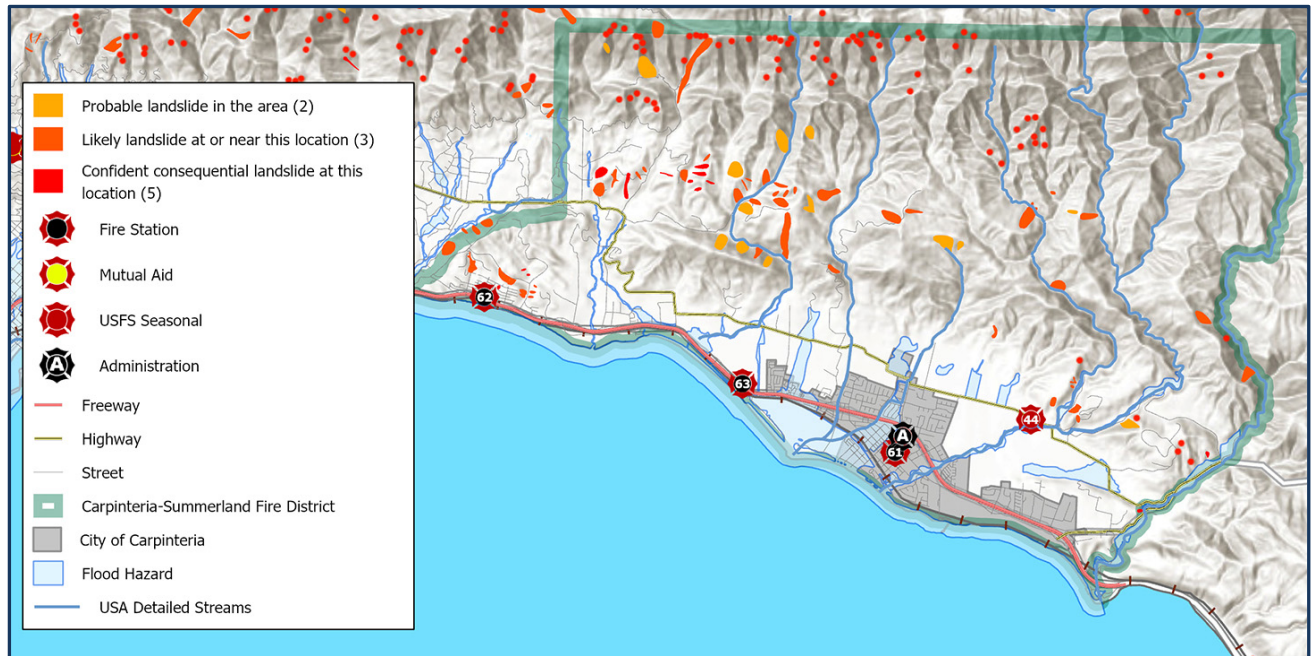 Probable landslide in the area (2)
Likely landslide at or near this location (3)
Confident consequential landslide at this
location (5)
Fire Station
Mutual Aid
USFS Seasonal
A
Administration
Freeway
Highway
Street
Carpinteria-Summerland Fire District
City of Carpinteria
Flood Hazard
USA Detailed Streams
62
63
44
A
61